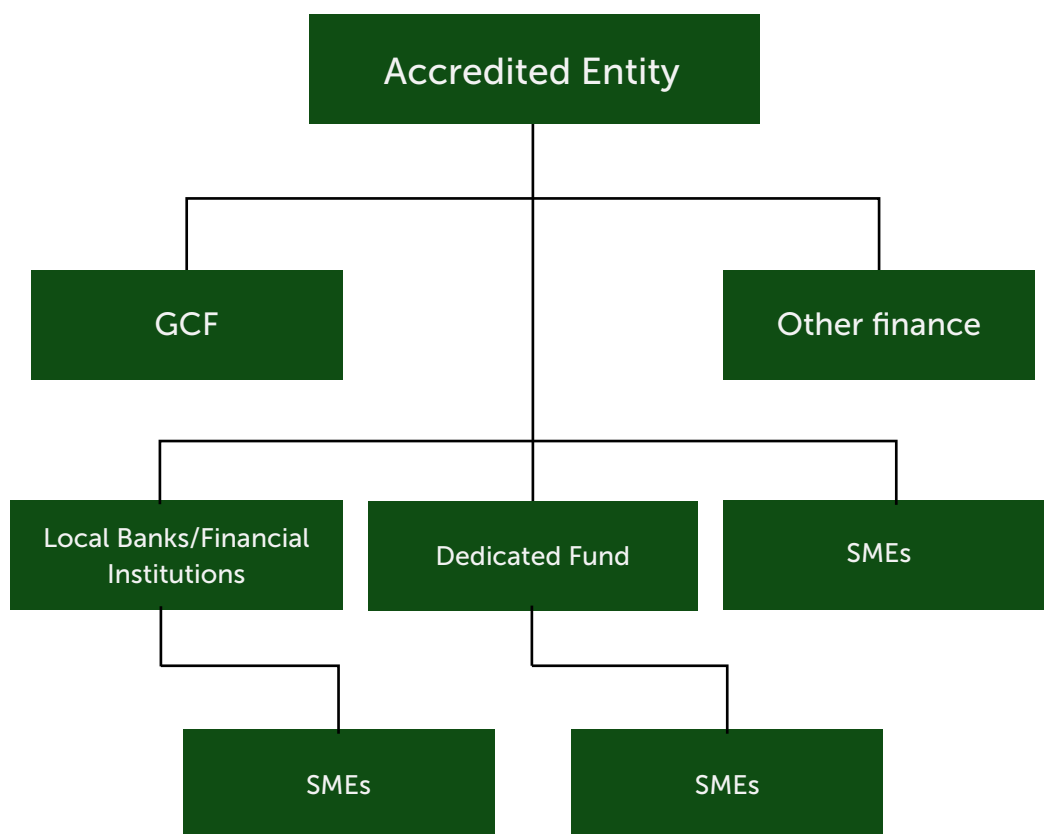 Accredited Entity
GCF
Other finance
Local Banks/Financial
Institutions
Dedicated Fund
SMEs
SMEs
SMEs